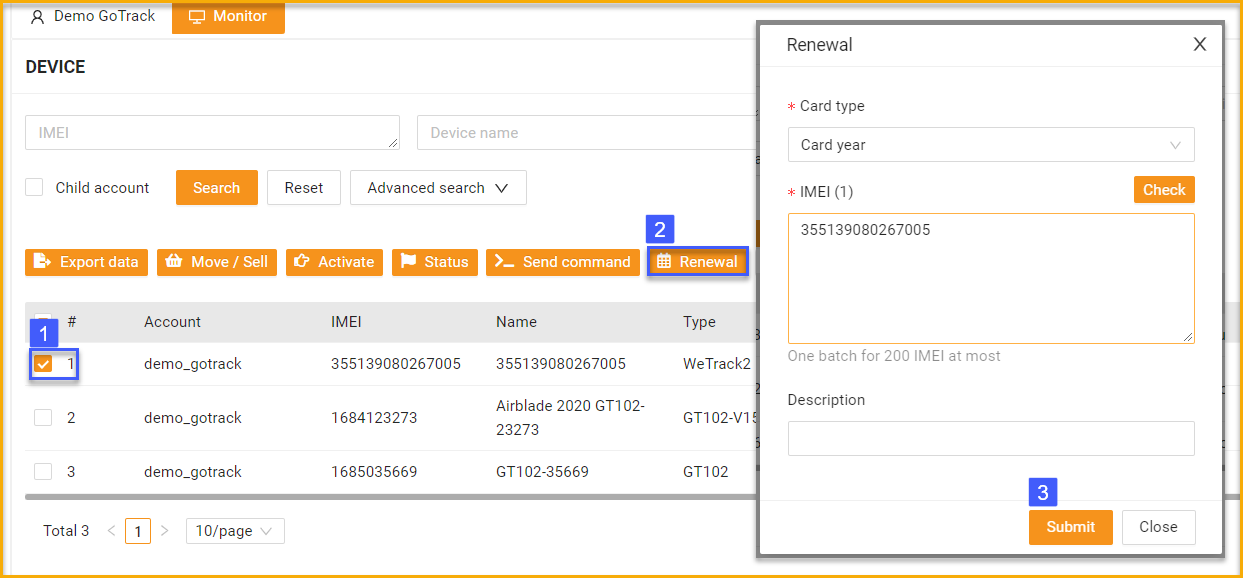 Demo GoTrack
Monitor
DEVICE
IMEI
Device name
Child account
Search
Reset
Advanced search
Export data
Move / Sell
Activate
Status
Send command
2
Renewal
# Account IMEI Name Type
1
1 demo_gotrack 355139080267005 355139080267005 WeTrack2
2 demo_gotrack 1684123273 Airblade 2020 GT102-
23273 GT102-V15
3 demo_gotrack 1685035669 GT102-35669 GT102
Total 3 < 1 > 10/page
Renewal X
* Card type
Card year
* IMEI (1)
Check
355139080267005
One batch for 200 IMEI at most
Description
3
Submit
Close